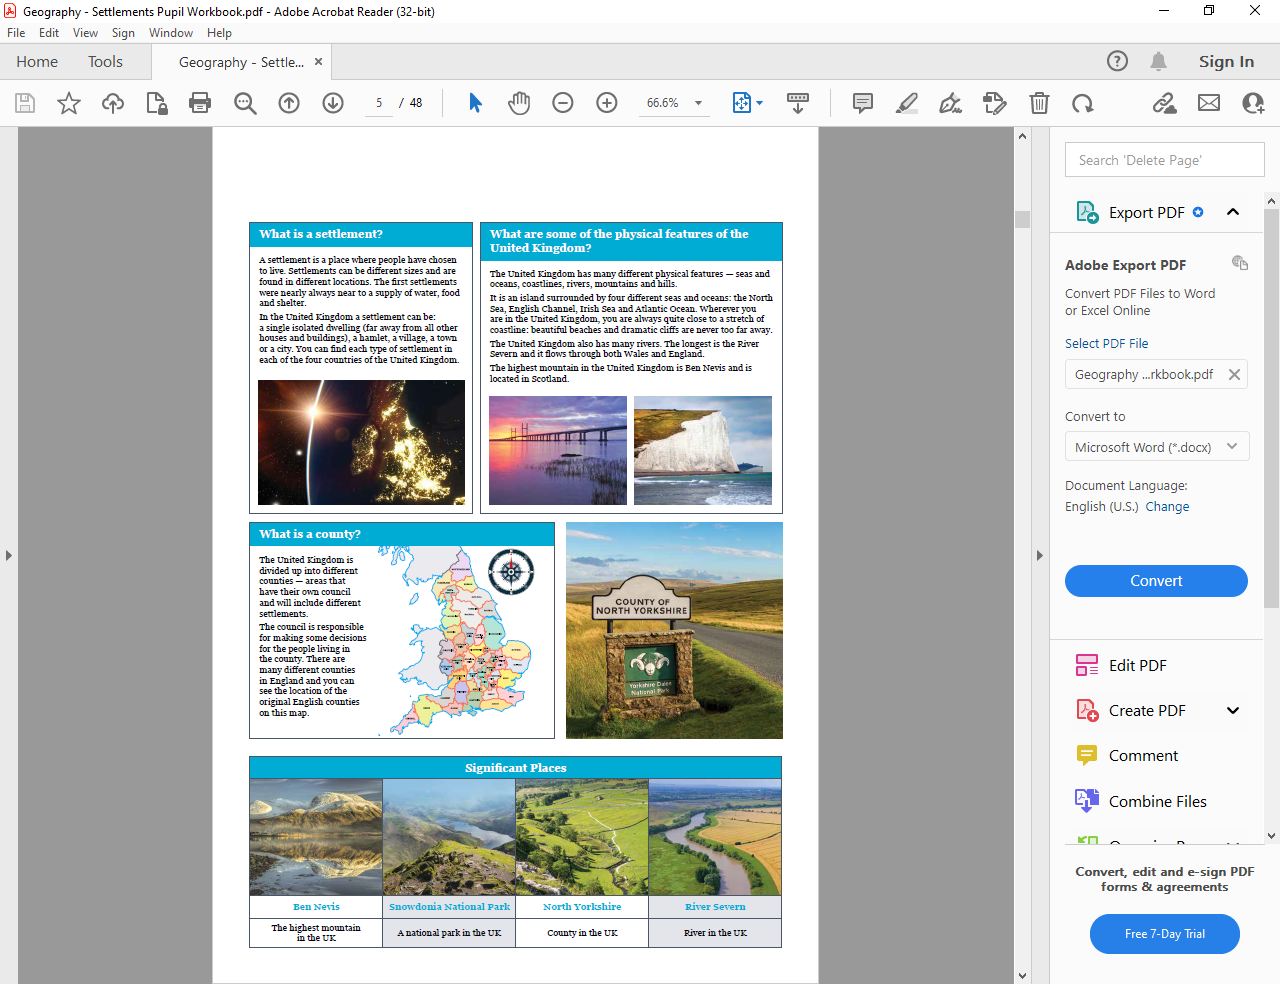 Geography - Settlements Pupil Workbook.pdf - Adobe Acrobat Reader (32-bit)
File Edit View Sign Window Help
Home Tools Geography - Settle...
Sign In
5 / 48
66.6%
What is a settlement?
A settlement is a place where people have chosen
to live. Settlements can be different sizes and are
found in different locations. The first settlements
were nearly always near to a supply of water, food
and shelter.
In the United Kingdom a settlement can be:
a single isolated dwelling (far away from all other
houses and buildings), a hamlet, a village, a town
or a city. You can find each type of settlement in
each of the four countries of the United Kingdom.
What are some of the physical features of the
United Kingdom?
The United Kingdom has many different physical features — seas and
oceans, coastlines, rivers, mountains and hills.
It is an island surrounded by four different seas and oceans: the North
Sea, English Channel, Irish Sea and Atlantic Ocean. Wherever you
are in the United Kingdom, you are always quite close to a stretch of
coastline: beautiful beaches and dramatic cliffs are never too far away.
The United Kingdom also has many rivers. The longest is the River
Severn and it flows through both Wales and England.
The highest mountain in the United Kingdom is Ben Nevis and is
located in Scotland.
What is a county?
The United Kingdom is
divided up into different
counties — areas that
have their own council
and will include different
settlements.
The council is responsible
for making some decisions
for the people living in
the county. There are
many different counties
in England and you can
see the location of the
original English counties
on this map.
COUNTY OF
NORTH YORKSHIRE
Yorkshire Dales
National Park
Significant Places
Ben Nevis
Snowdonia National Park
North Yorkshire
River Severn
The highest mountain
in the UK
A national park in the UK
County in the UK
River in the UK
Search 'Delete Page'
Export PDF
Adobe Export PDF
Convert PDF Files to Word
or Excel Online
Select PDF File
Geography ...rkbook.pdf
Convert to
Microsoft Word (*.docx)
Document Language:
English (U.S.) Change
Convert
Edit PDF
Create PDF
Comment
Combine Files
Convert, edit and e-sign PDF
forms & agreements
Free 7-Day Trial